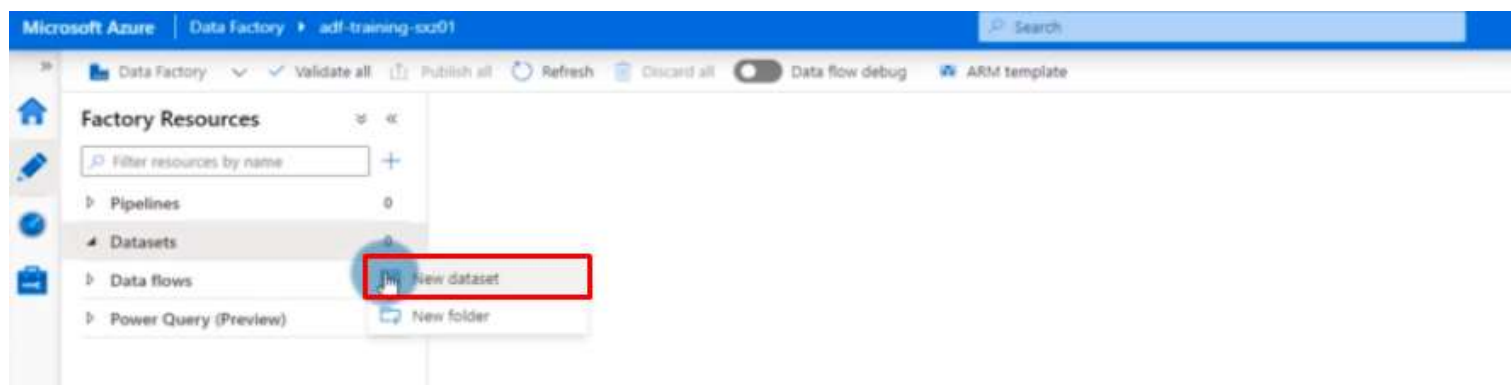 Microsoft Azure Data Factory adf-training-sxz01 Search
Data Factory Validate all Publish all Refresh Discard all Data flow debug ARM template
Factory Resources
Filter resources by name
Pipelines 0
Datasets 0
Data flows
New dataset
Power Query (Preview)
New folder